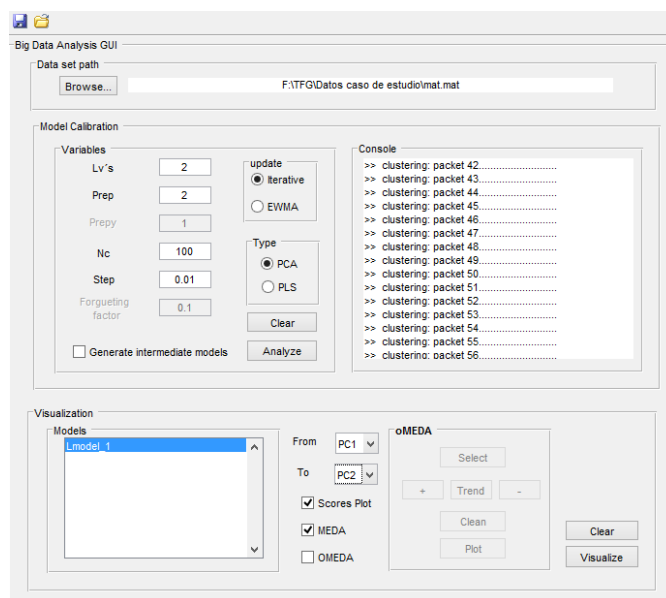 Big Data Analysis GUI
Data set path
Browse...
F:\TFG\Datos caso de estudio\mat.mat
Model Calibration
Variables
Lv´s
2
Prep
2
Prepy
1
Nc
100
Step
0.01
Forgueting
factor
0.1
Generate intermediate models
update
Iterative
EWMA
Type
PCA
PLS
Clear
Analyze
Console
>> clustering: packet 42...........................
>> clustering: packet 43...........................
>> clustering: packet 44...........................
>> clustering: packet 45...........................
>> clustering: packet 46...........................
>> clustering: packet 47...........................
>> clustering: packet 48...........................
>> clustering: packet 49...........................
>> clustering: packet 50...........................
>> clustering: packet 51...........................
>> clustering: packet 52...........................
>> clustering: packet 53...........................
>> clustering: packet 54...........................
>> clustering: packet 55...........................
>> clustering: packet 56...........................
Visualization
Models
Lmodel_1
From
PC1
To
PC2
Scores Plot
MEDA
OMEDA
oMEDA
Select
+ Trend -
Clean
Plot
Clear
Visualize